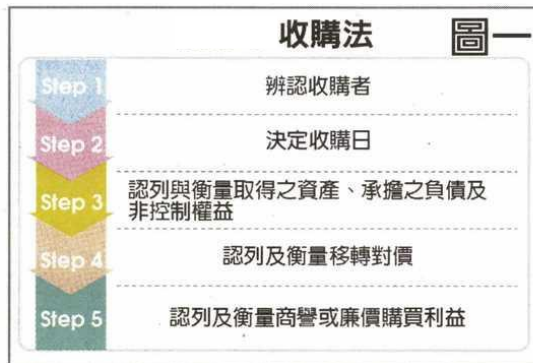 收購法
圖一
Step 1
辨認收購者
Step 2
決定收購日
Step 3
認列與衡量取得之資產、承擔之負債及
非控制權益
Step 4
認列及衡量移轉對價
Step 5
認列及衡量商譽或廉價購買利益